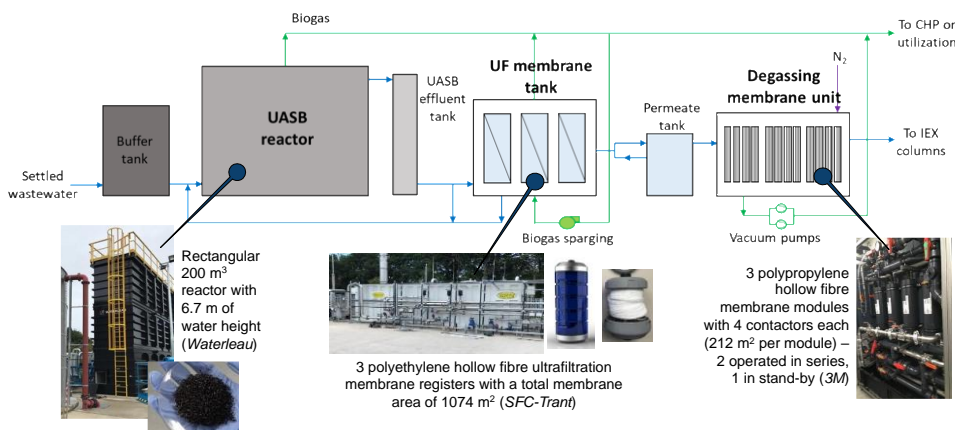 Biogas
To CHP or
utilization
UF membrane
tank
N2
UASB
effluent
tank
Degassing
membrane unit
UASB
reactor
Permeate
tank
Buffer
tank
To IEX
columns
Settled
wastewater
Biogas sparging
Vacuum pumps
Rectangular
200 m³
reactor with
6.7 m of
water height
(Waterleau)
3 polyethylene hollow fibre ultrafiltration
membrane registers with a total membrane
area of 1074 m² (SFC-Trant)
3 polypropylene
hollow fibre
membrane modules
with 4 contactors each
(212 m² per module) –
2 operated in series,
1 in stand-by (3M)